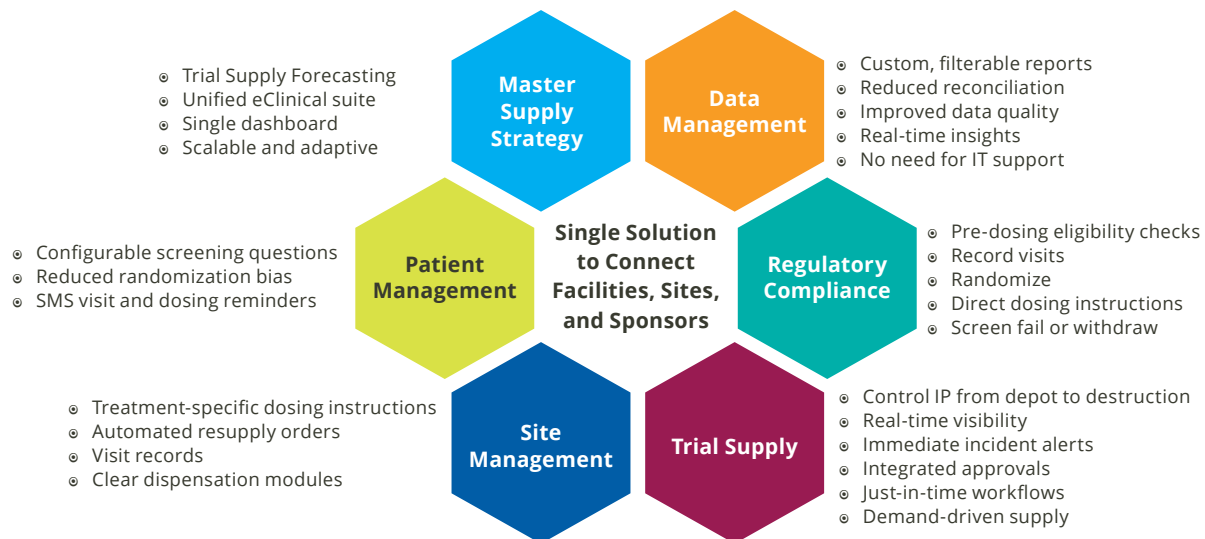 Trial Supply Forecasting
Unified eClinical suite
Single dashboard
Scalable and adaptive
Master
Supply
Strategy
Data
Management
Custom, filterable reports
Reduced reconciliation
Improved data quality
Real-time insights
No need for IT support
Configurable screening questions
Reduced randomization bias
SMS visit and dosing reminders
Patient
Management
Single Solution
to Connect
Facilities, Sites,
and Sponsors
Regulatory
Compliance
Pre-dosing eligibility checks
Record visits
Randomize
Direct dosing instructions
Screen fail or withdraw
Treatment-specific dosing instructions
Automated resupply orders
Visit records
Clear dispensation modules
Site
Management
Trial Supply
Control IP from depot to destruction
Real-time visibility
Immediate incident alerts
Integrated approvals
Just-in-time workflows
Demand-driven supply